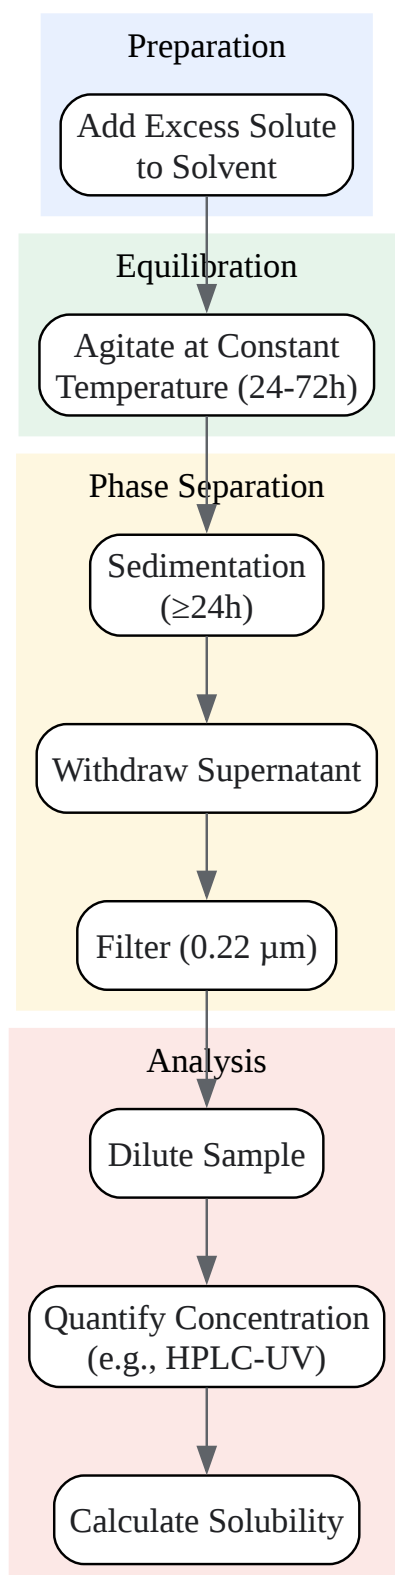 Preparation
Add Excess Solute
to Solvent
Equilibration
Agitate at Constant
Temperature (24-72h)
Phase Separation
Sedimentation
(≥24h)
Withdraw Supernatant
Filter (0.22 µm)
Analysis
Dilute Sample
Quantify Concentration
(e.g., HPLC-UV)
Calculate Solubility